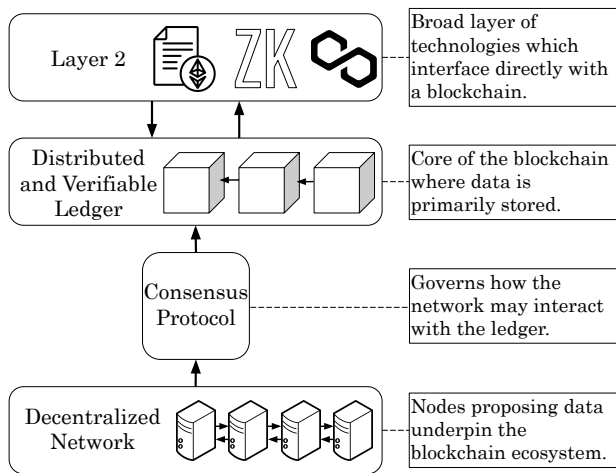 Layer 2
ZK
Broad layer of
technologies which
interface directly with
a blockchain.
Distributed
and Verifiable
Ledger
Core of the blockchain
where data is
primarily stored.
Consensus
Protocol
Governs how the
network may interact
with the ledger.
Decentralized
Network
Nodes proposing data
underpin the
blockchain ecosystem.